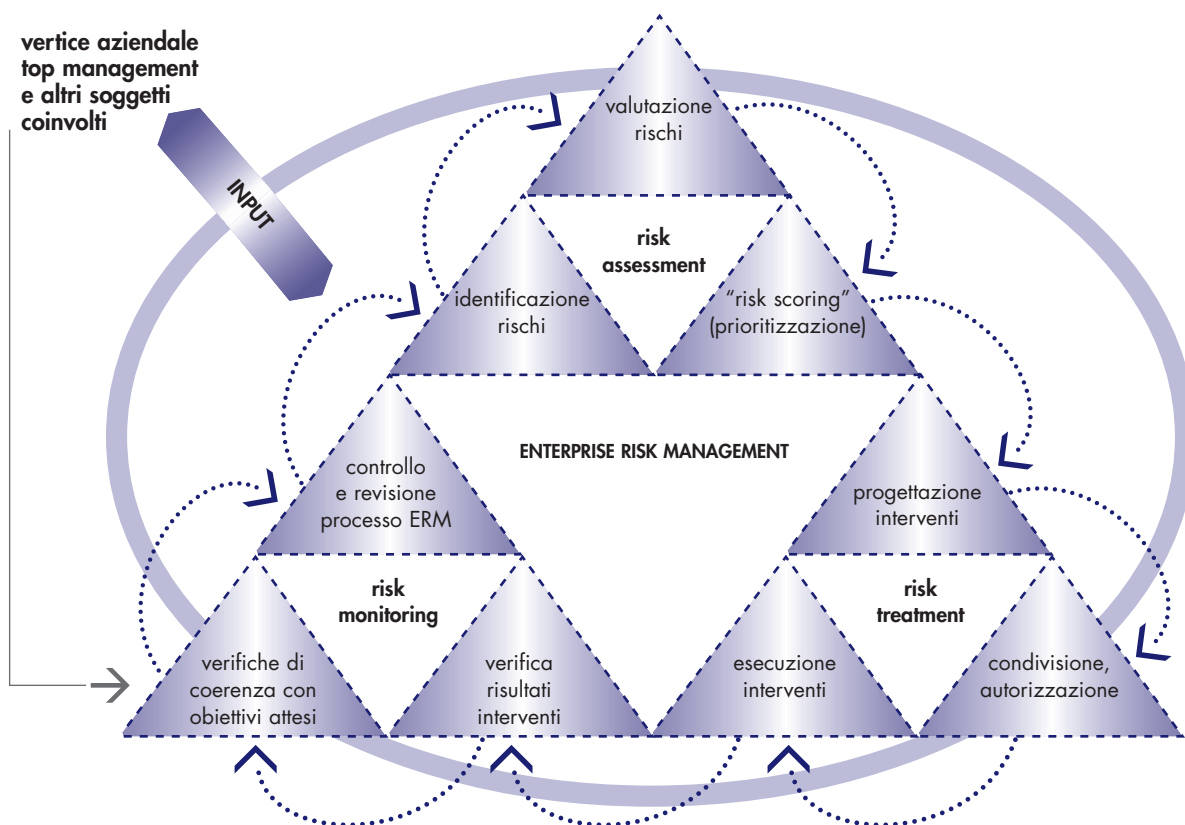 vertice aziendale
top management
e altri soggetti
coinvolti
INPUT
valutazione
rischi
risk
assessment
identificazione
rischi
“risk scoring”
(prioritizzazione)
ENTERPRISE RISK MANAGEMENT
controllo
e revisione
processo ERM
progettazione
interventi
risk
monitoring
risk
treatment
verifiche di
coerenza con
obiettivi attesi
verifica
risultati
interventi
esecuzione
interventi
condivisione,
autorizzazione